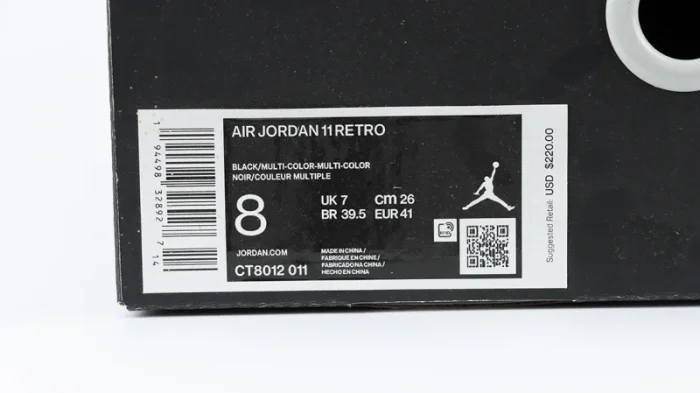 AIR JORDAN 11 RETRO
BLACK/MULTI-COLOR-MULTI-COLOR
NOIR/COULEUR MULTIPLE
8
UK 7 cm 26
BR 39.5 EUR 41
JORDAN.COM
CT8012 011
MADE IN CHINA /
FABRIQUE EN CHINE /
FABRICADO NA CHINA /
HECHO EN CHINA
1 94498 32892 7 14
Suggested Retail: USD $220.00